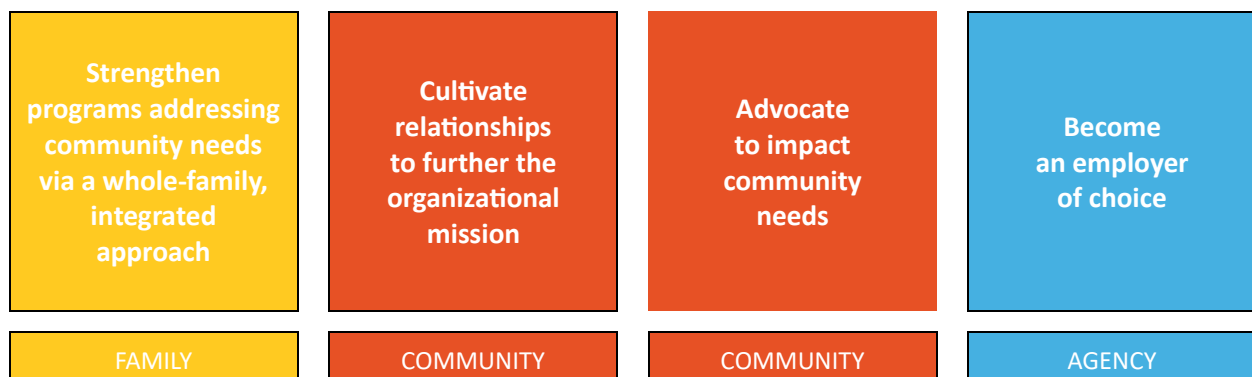 Strengthen
programs addressing
community needs
via a whole-family,
integrated
approach
Cultivate
relationships
to further the
organizational
mission
Advocate
to impact
community
needs
Become
an employer
of choice
FAMILY
COMMUNITY
COMMUNITY
AGENCY